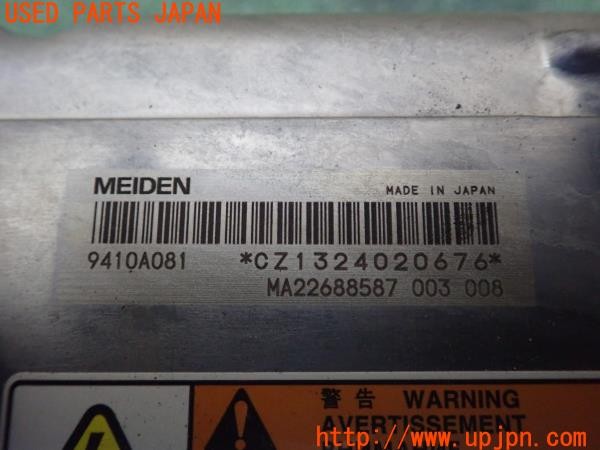 USED PARTS JAPAN
MEIDEN
MADE IN JAPAN
9410A081
*CZ1324020676*
MA22688587 003 008
警告 WARNING
AVERTISSEMENT
http://www.upjpn.com